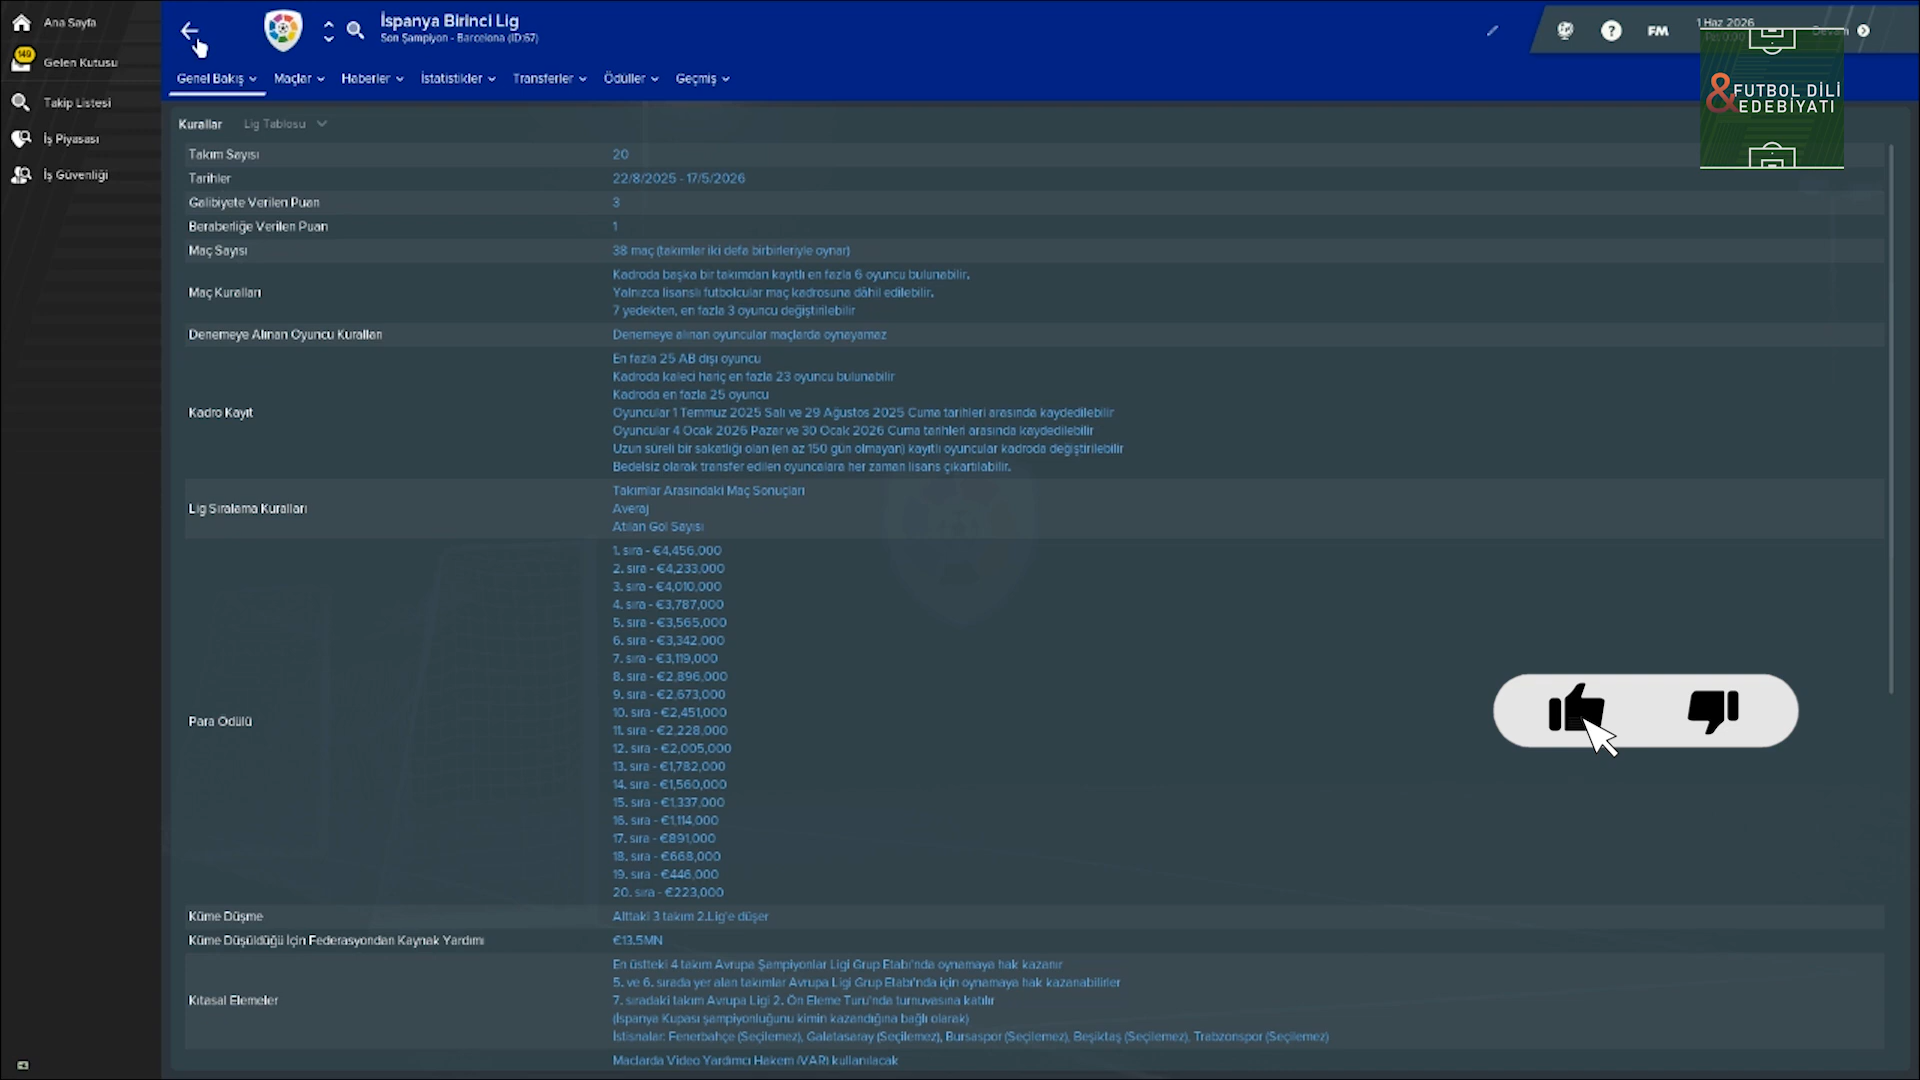 Ana Sayfa
149
Gelen Kutusu
Takip Listesi
İş Piyasası
İş Güvenliği
İspanya Birinci Lig
Son Şampiyon - Barcelona (ID:67)
FM
1 Haz 2026
Devam
Genel Bakış
Maçlar
Haberler
İstatistikler
Transferler
Ödüller
Geçmiş
&FUTBOL DİLİ
EDEBİYATI
Kurallar
Lig Tablosu
Takım Sayısı 20
Tarihler 22/8/2025 - 17/5/2026
Galibiyete Verilen Puan 3
Beraberliğe Verilen Puan 1
Maç Sayısı 38 maç (takımlar iki defa birbirleriyle oynar)
Maç Kuralları
Kadroda başka bir takımdan kayıtlı en fazla 6 oyuncu bulunabilir.
Yalnızca lisanslı futbolcular maç kadrosuna dâhil edilebilir.
7 yedekten, en fazla 3 oyuncu değiştirilebilir
Denemeye Alınan Oyuncu Kuralları Denemeye alınan oyuncular maçlarda oynayamaz
Kadro Kayıt
En fazla 25 AB dışı oyuncu
Kadroda kaleci hariç en fazla 23 oyuncu bulunabilir
Kadroda en fazla 25 oyuncu
Oyuncular 1 Temmuz 2025 Salı ve 29 Ağustos 2025 Cuma tarihleri arasında kaydedilebilir
Oyuncular 4 Ocak 2026 Pazar ve 30 Ocak 2026 Cuma tarihleri arasında kaydedilebilir
Uzun süreli bir sakatlığı olan (en az 150 gün olmayan) kayıtlı oyuncular kadroda değiştirilebilir
Bedelsiz olarak transfer edilen oyunculara her zaman lisans çıkartılabilir.
Lig Sıralama Kuralları
Takımlar Arasındaki Maç Sonuçları
Averaj
Atılan Gol Sayısı
Para Ödülü
1. sıra - €4,456,000
2. sıra - €4,233,000
3. sıra - €4,010,000
4. sıra - €3,787,000
5. sıra - €3,565,000
6. sıra - €3,342,000
7. sıra - €3,119,000
8. sıra - €2,896,000
9. sıra - €2,673,000
10. sıra - €2,451,000
11. sıra - €2,228,000
12. sıra - €2,005,000
13. sıra - €1,782,000
14. sıra - €1,560,000
15. sıra - €1,337,000
16. sıra - €1,114,000
17. sıra - €891,000
18. sıra - €668,000
19. sıra - €446,000
20. sıra - €223,000
Küme Düşme Alttaki 3 takım 2.Lig'e düşer
Küme Düşüldüğü İçin Federasyondan Kaynak Yardımı €13.5MN
Kıtasal Elemeler
En üstteki 4 takım Avrupa Şampiyonlar Ligi Grup Etabı'nda oynamaya hak kazanır
5. ve 6. sırada yer alan takımlar Avrupa Ligi Grup Etabı'nda için oynamaya hak kazanabilirler
7. sıradaki takım Avrupa Ligi 2. Ön Eleme Turu'nda turnuvasına katılır
(İspanya Kupası şampiyonluğunu kimin kazandığına bağlı olarak)
İstisnalar: Fenerbahçe (Seçilemez), Galatasaray (Seçilemez), Bursaspor (Seçilemez), Beşiktaş (Seçilemez), Trabzonspor (Seçilemez)
Maçlarda Video Yardımcı Hakem (VAR) kullanılacak